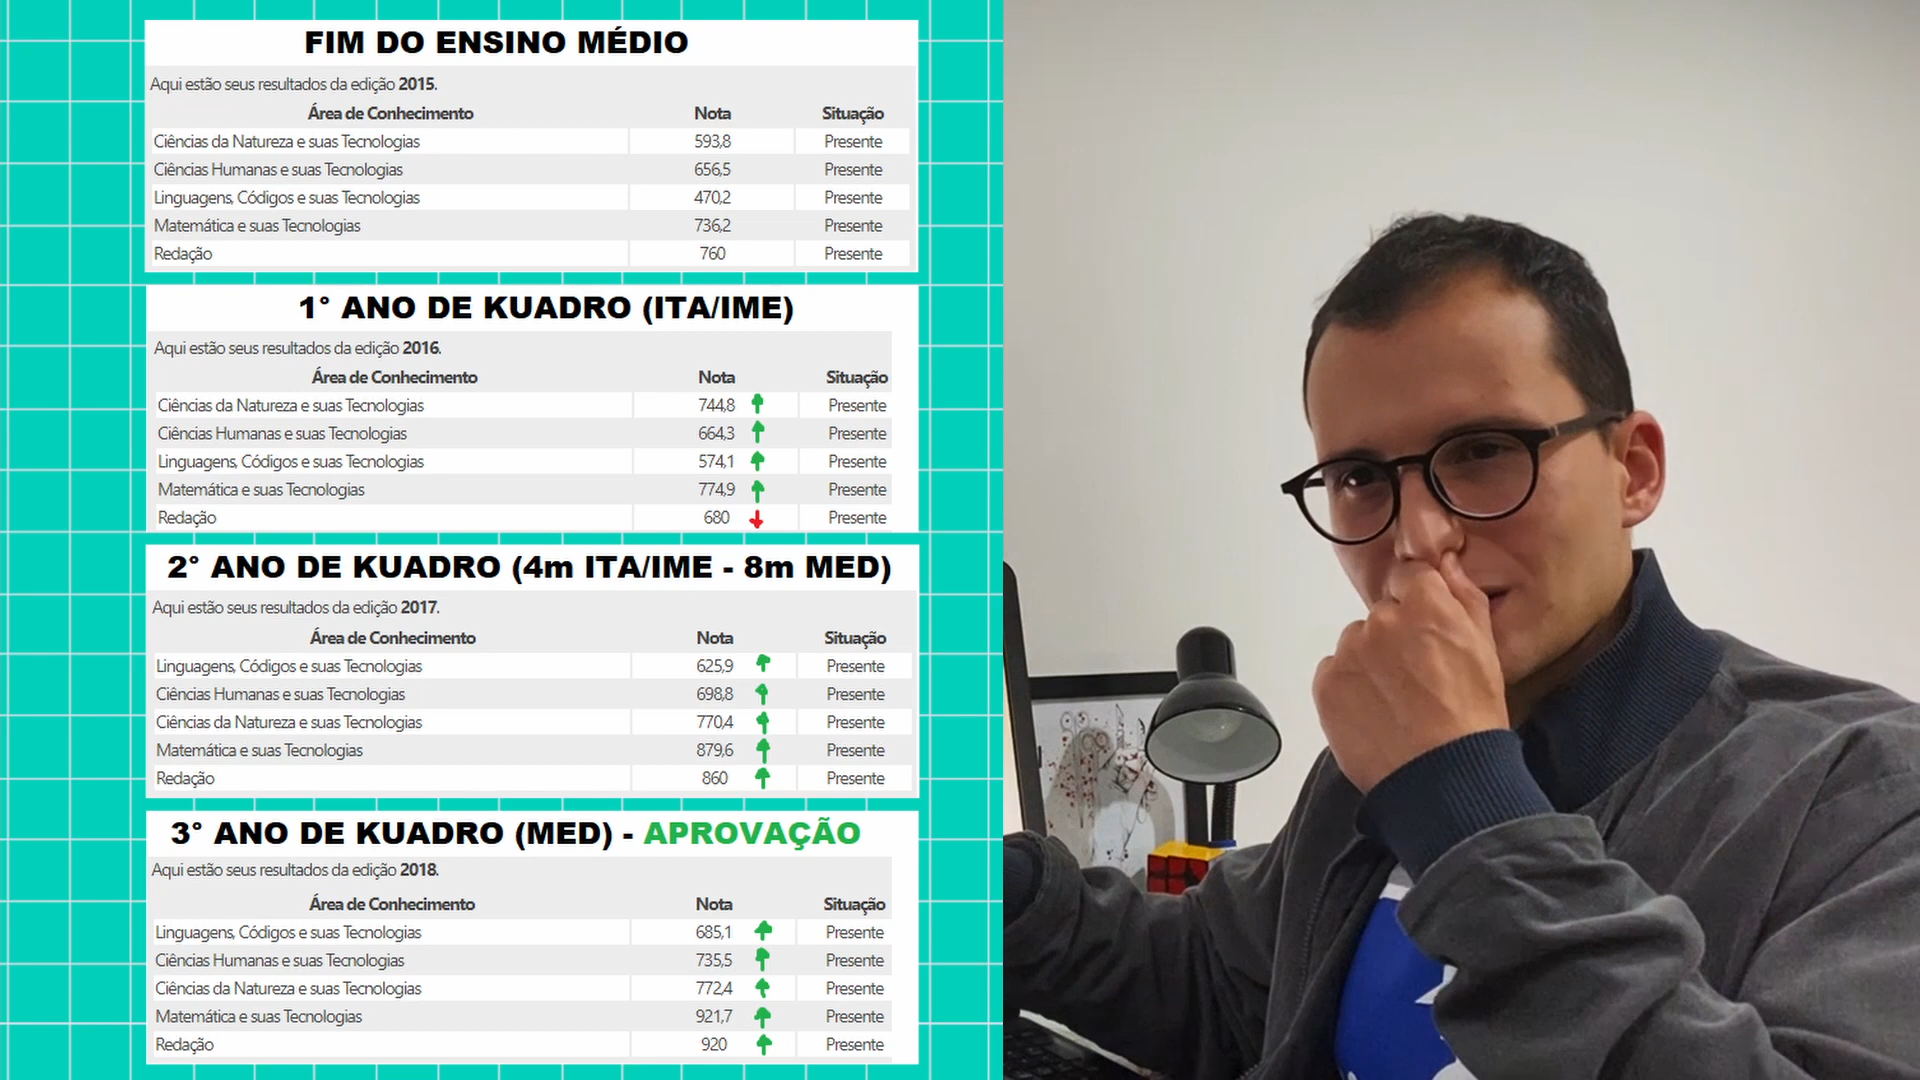 FIM DO ENSINO MÉDIO
Aqui estão seus resultados da edição 2015.
Área de Conhecimento Nota Situação
Ciências da Natureza e suas Tecnologias 593,8 Presente
Ciências Humanas e suas Tecnologias 656,5 Presente
Linguagens, Códigos e suas Tecnologias 470,2 Presente
Matemática e suas Tecnologias 736,2 Presente
Redação 760 Presente
1° ANO DE KUADRO (ITA/IME)
Aqui estão seus resultados da edição 2016.
Área de Conhecimento Nota Situação
Ciências da Natureza e suas Tecnologias 744,8 Presente
Ciências Humanas e suas Tecnologias 664,3 Presente
Linguagens, Códigos e suas Tecnologias 574,1 Presente
Matemática e suas Tecnologias 774,9 Presente
Redação 680 Presente
2° ANO DE KUADRO (4m ITA/IME - 8m MED)
Aqui estão seus resultados da edição 2017.
Área de Conhecimento Nota Situação
Linguagens, Códigos e suas Tecnologias 625,9 Presente
Ciências Humanas e suas Tecnologias 698,8 Presente
Ciências da Natureza e suas Tecnologias 770,4 Presente
Matemática e suas Tecnologias 879,6 Presente
Redação 860 Presente
3° ANO DE KUADRO (MED) - APROVAÇÃO
Aqui estão seus resultados da edição 2018.
Área de Conhecimento Nota Situação
Linguagens, Códigos e suas Tecnologias 685,1 Presente
Ciências Humanas e suas Tecnologias 735,5 Presente
Ciências da Natureza e suas Tecnologias 772,4 Presente
Matemática e suas Tecnologias 921,7 Presente
Redação 920 Presente